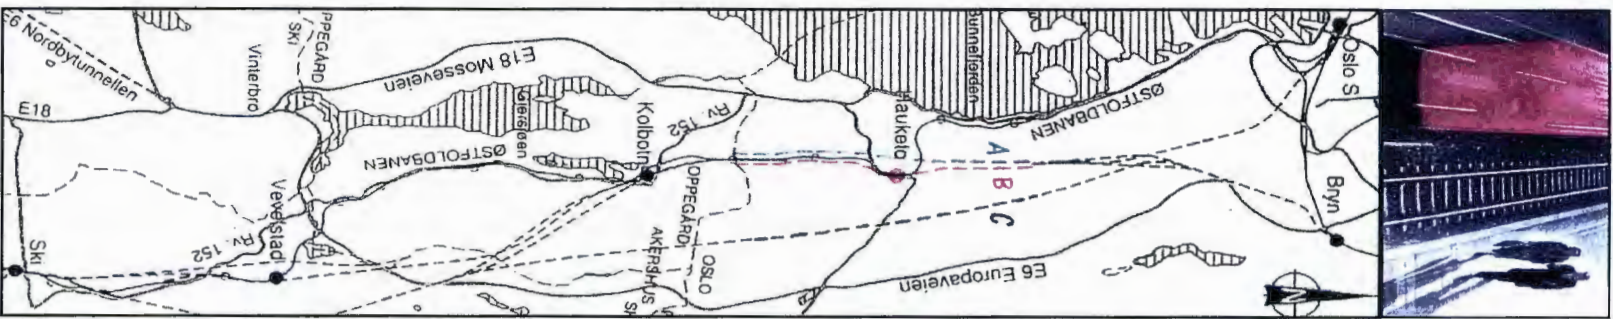 E6 Nordbytunnellen
E18
Vinterbro
OPPEGÅRD
SKI
E18 Mosseveien
Gjersjøen
Kolbotn
Rv. 152
ØSTFOLDBANEN
Hauketo
Bunnefjorden
ØSTFOLDBANEN
Oslo S
Bryn
A
B
C
OPPEGÅRD
AKERSHUS
OSLO
Vevelstad
Rv. 152
Ski
E6 Europaveien
N